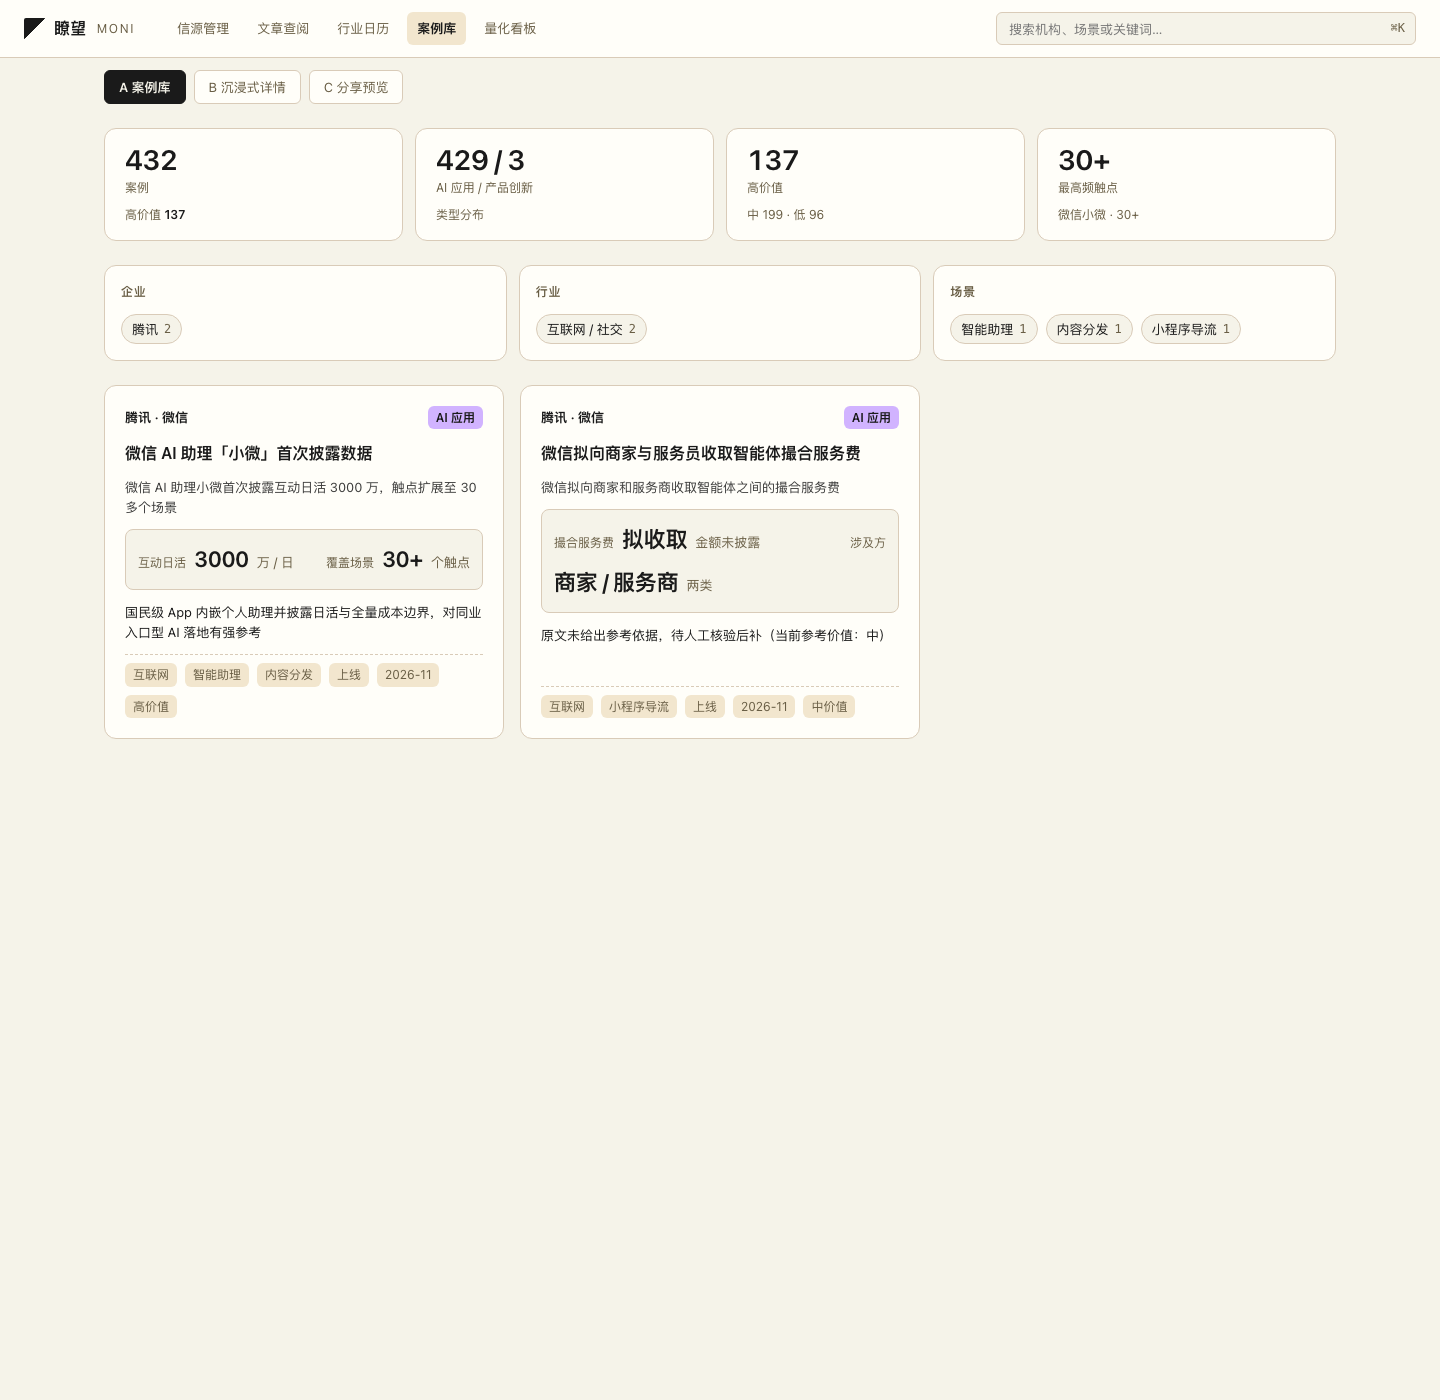 瞭望 MONI 信源管理 文章查阅 行业日历 案例库 量化看板 搜索机构、场景或关键词... ⌘K
A 案例库 B 沉浸式详情 C 分享预览
432
案例
高价值 137
429 / 3
AI 应用 / 产品创新
类型分布
137
高价值
中 199 · 低 96
30+
最高频触点
微信小微 · 30+
企业
腾讯 2
行业
互联网 / 社交 2
场景
智能助理 1 内容分发 1 小程序导流 1
腾讯 · 微信 AI 应用
微信 AI 助理「小微」首次披露数据
微信 AI 助理小微首次披露互动日活 3000 万，触点扩展至 30
多个场景
互动日活 3000 万 / 日 覆盖场景 30+ 个触点
国民级 App 内嵌个人助理并披露日活与全量成本边界，对同业
入口型 AI 落地有强参考
互联网 智能助理 内容分发 上线 2026-11
高价值
腾讯 · 微信 AI 应用
微信拟向商家与服务员收取智能体撮合服务费
微信拟向商家和服务商收取智能体之间的撮合服务费
撮合服务费 拟收取 金额未披露 涉及方
商家 / 服务商 两类
原文未给出参考依据，待人工核验后补（当前参考价值：中）
互联网 小程序导流 上线 2026-11 中价值